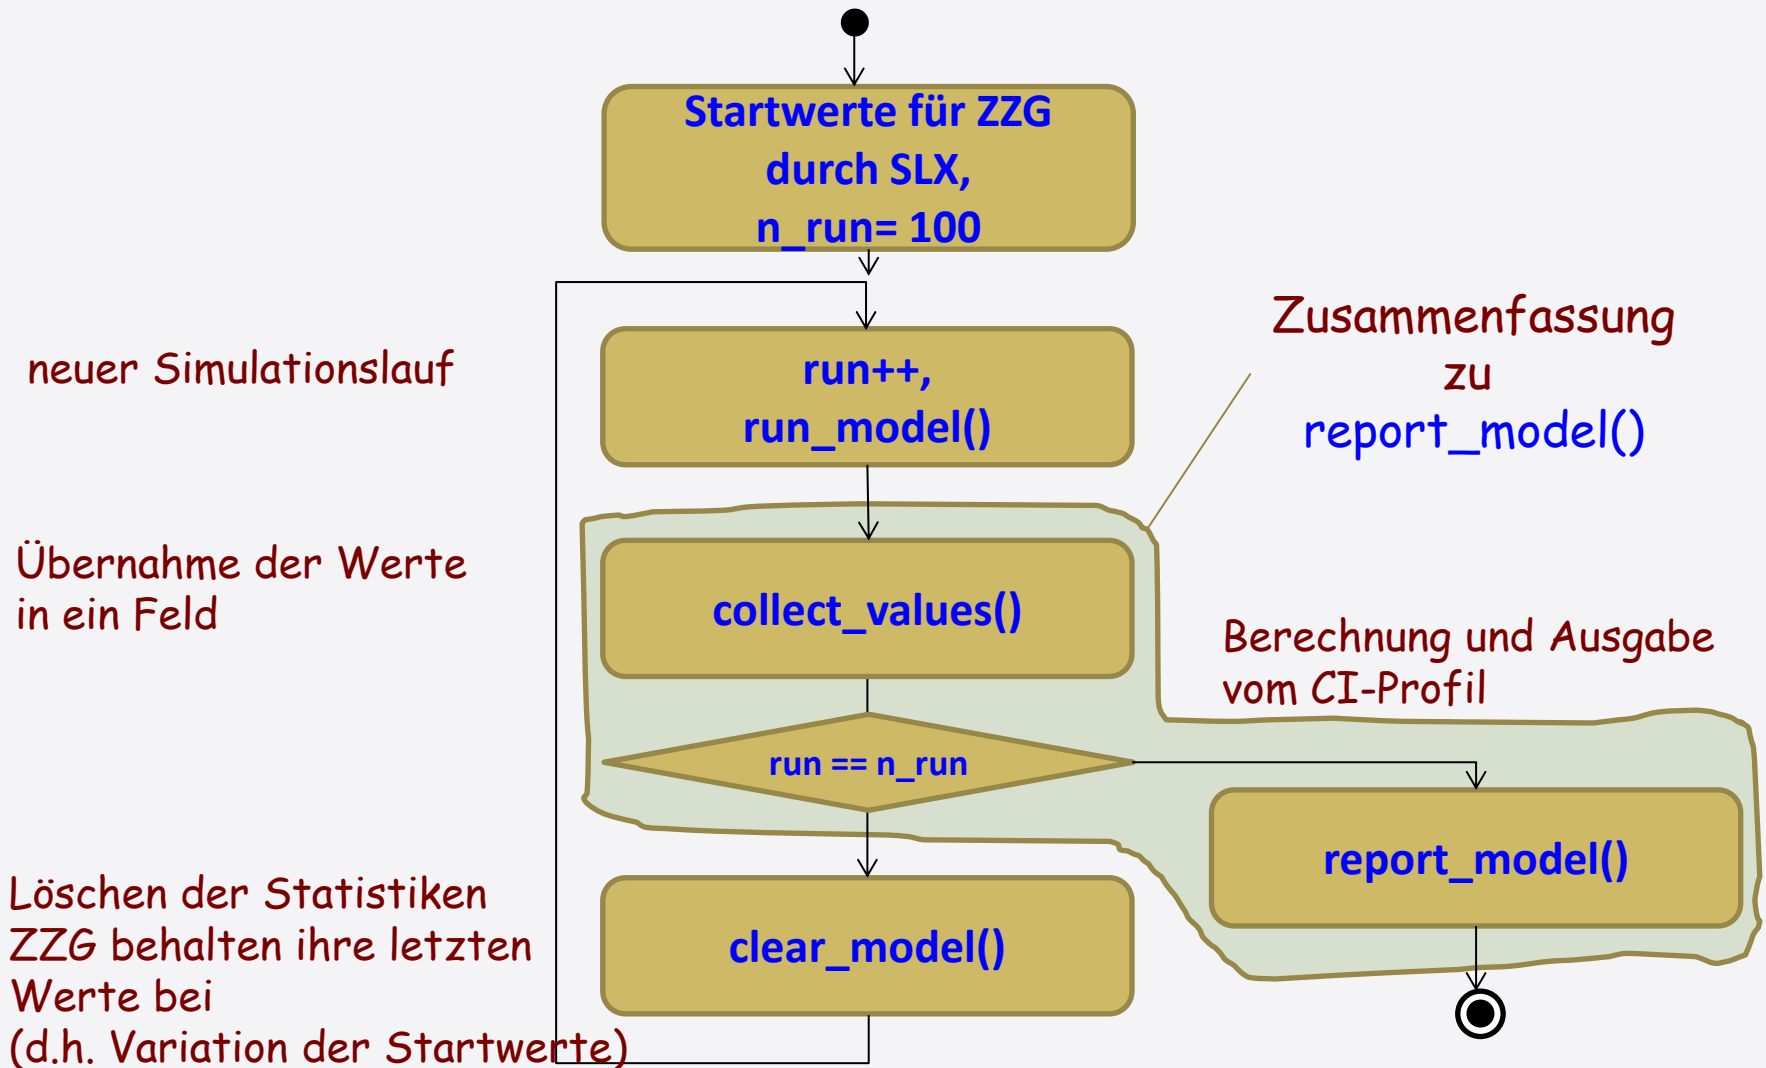 Startwerte für ZZG
durch SLX,
n_run= 100
neuer Simulationslauf
run++,
run_model()
Zusammenfassung
zu
report_model()
Übernahme der Werte
in ein Feld
collect_values()
Berechnung und Ausgabe
vom CI-Profil
run == n_run
report_model()
Löschen der Statistiken
ZZG behalten ihre letzten
Werte bei
(d.h. Variation der Startwerte)
clear_model()